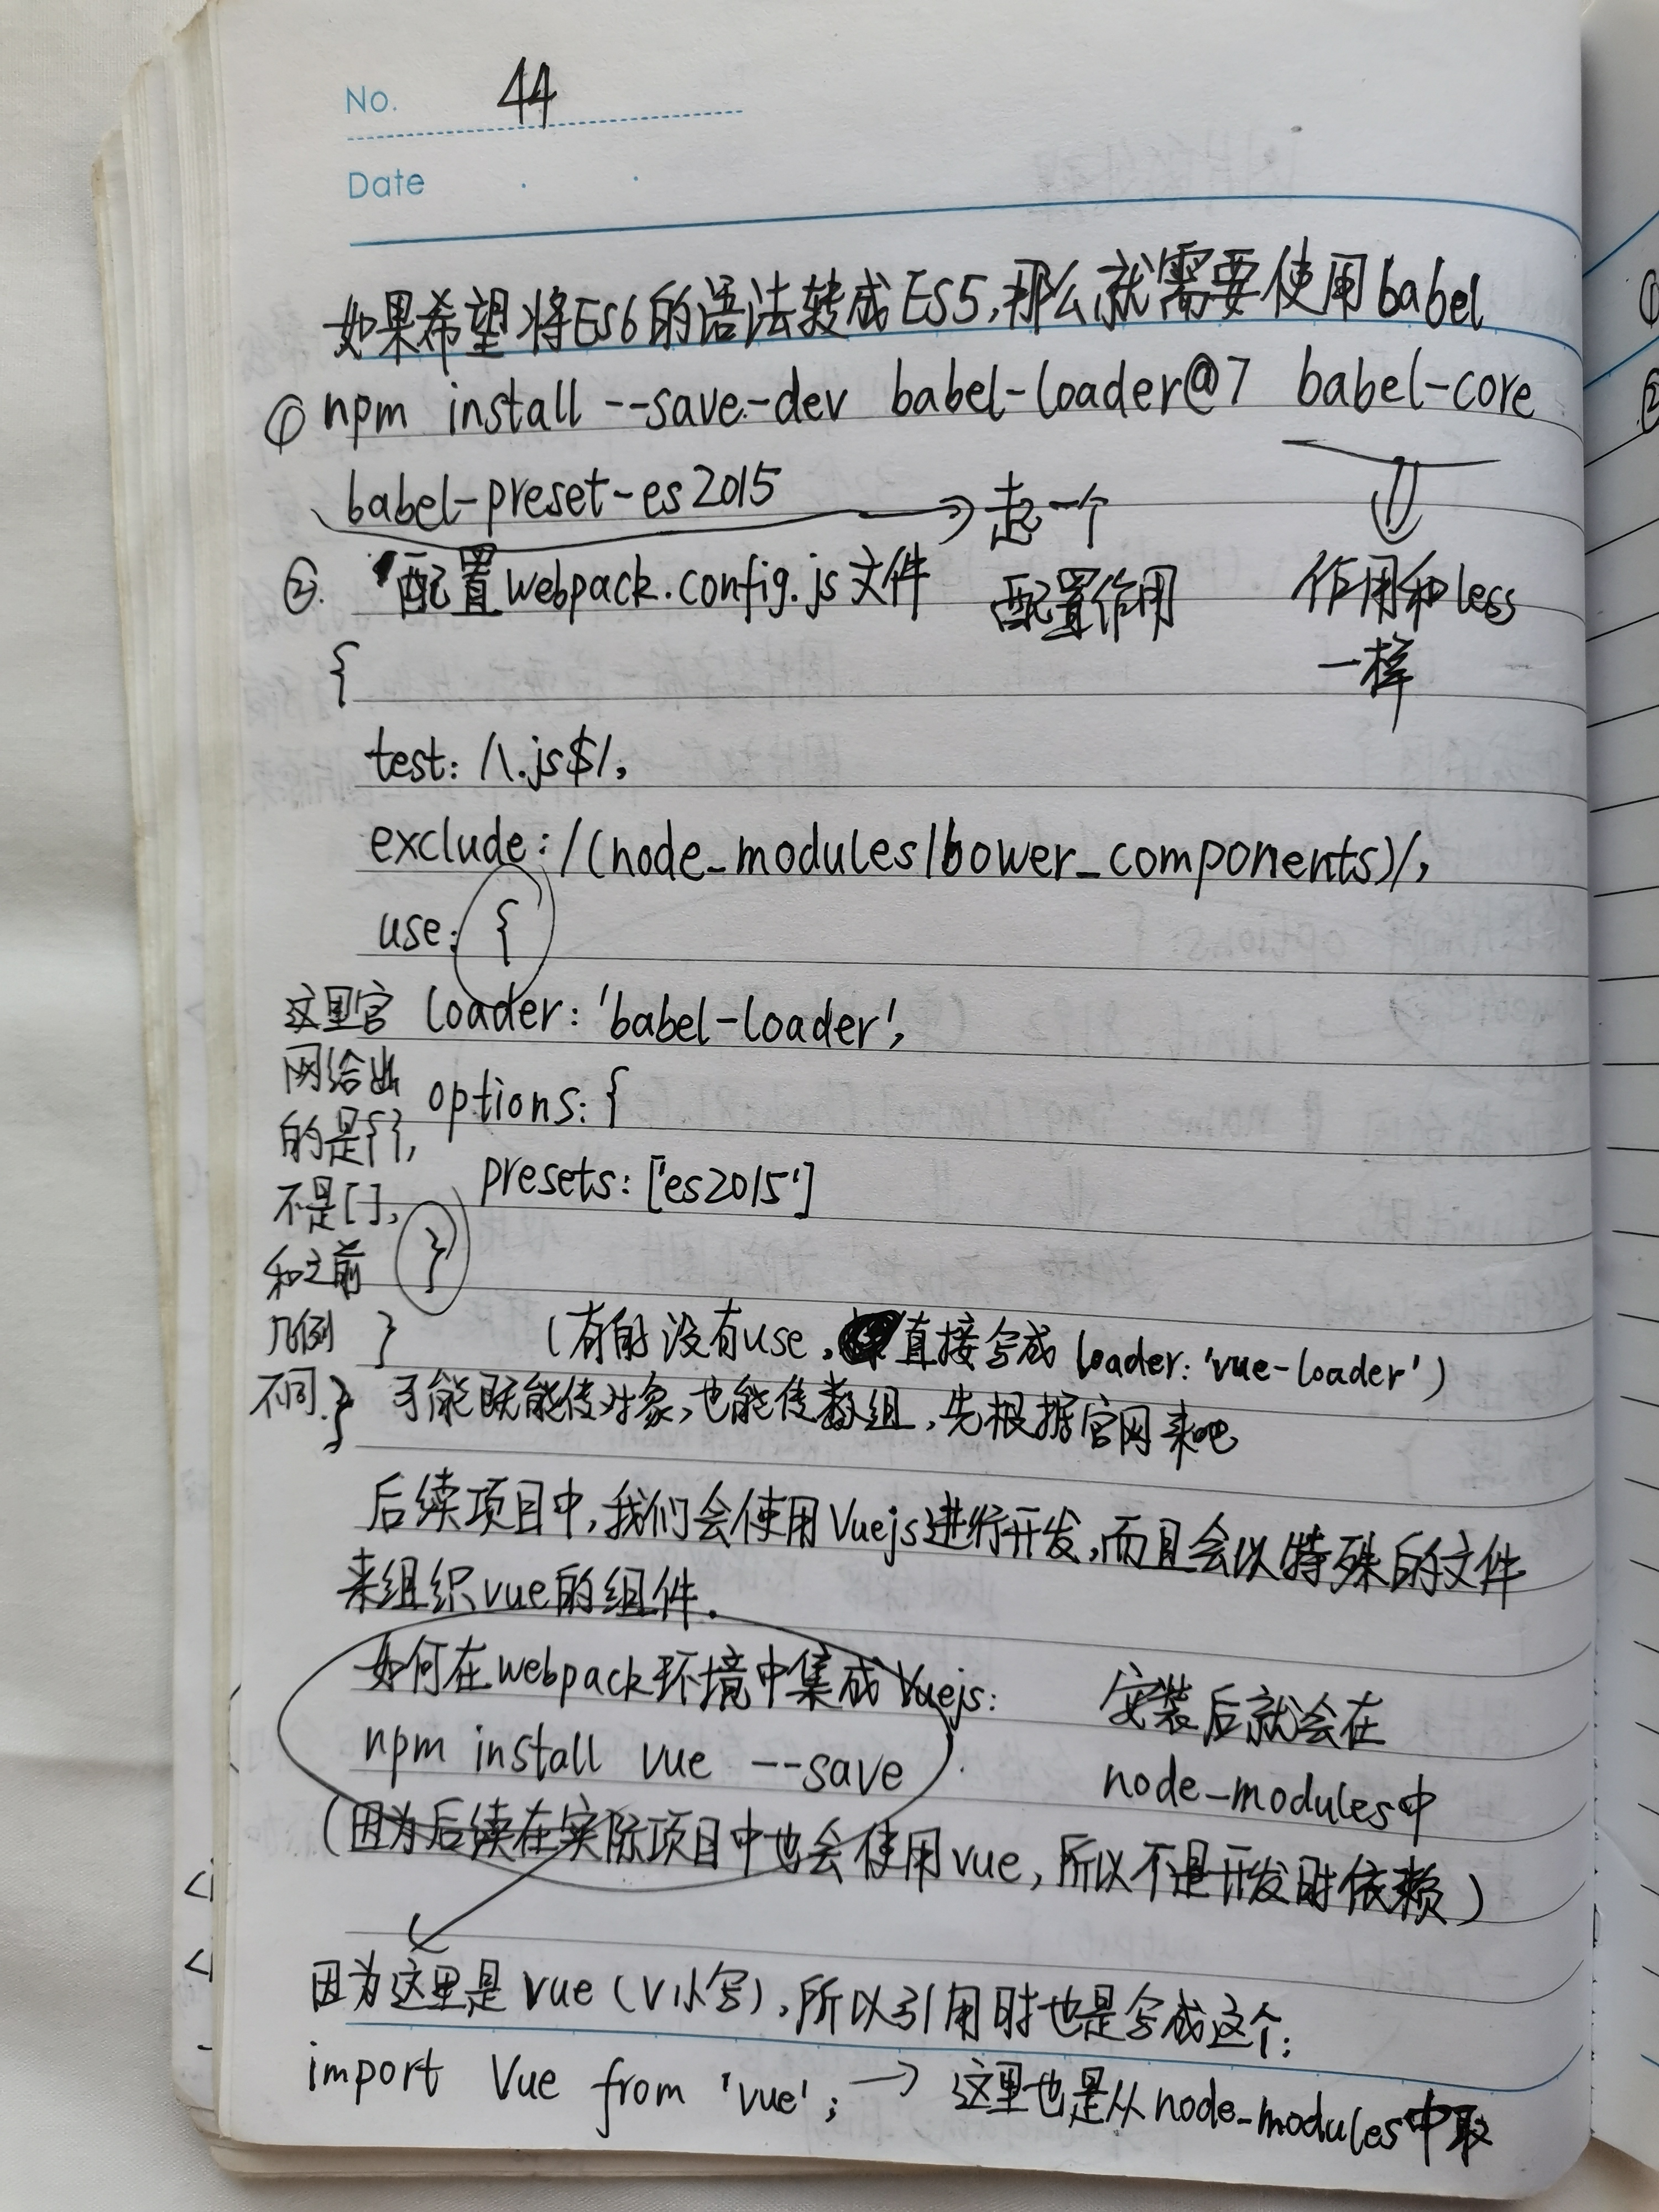 No. 44
Date
如果希望将ES6的语法转成ES5,那么就需要使用babel
① npm install --save-dev babel-loader@7 babel-core
babel-preset-es2015 → 起一个
配置作用
作用和less
一样
②. 配置webpack.config.js文件
{
test: /\.js$/,
exclude: /(node_modules|bower_components)/,
use: {
loader: 'babel-loader',
options: {
presets: ['es2015']
}
}
}
这里官
网给出
的是{},
不是[],
和之前
几例
不同.
(有的没有use,直接写成 loader: 'vue-loader')
可能既能传对象,也能传数组,先根据官网来吧
后续项目中,我们会使用Vuejs进行开发,而且会以特殊的文件
来组织vue的组件.
如何在webpack环境中集成Vuejs:
npm install vue --save
安装后就会在
node-modules中
(因为后续在实际项目中也会使用vue,所以不是开发时依赖)
因为这里是vue(V小写),所以引用时也是写成这个:
import Vue from 'vue'; → 这里也是从node-modules中取